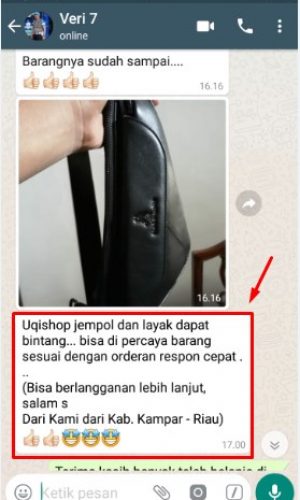 Veri 7
online
Barangnya sudah sampai....
👍🏻👍🏻👍🏻👍🏻
16.16
16.16
Uqishop jempol dan layak dapat
bintang... bisa di percaya barang
sesuai dengan orderan respon cepat .
..
(Bisa berlangganan lebih lanjut,
salam s
Dari Kami dari Kab. Kampar - Riau)
👍🏻👍🏻🤩🤩🤩
17.00
Terima kasih banyak telah belanja di
Ketik pesan